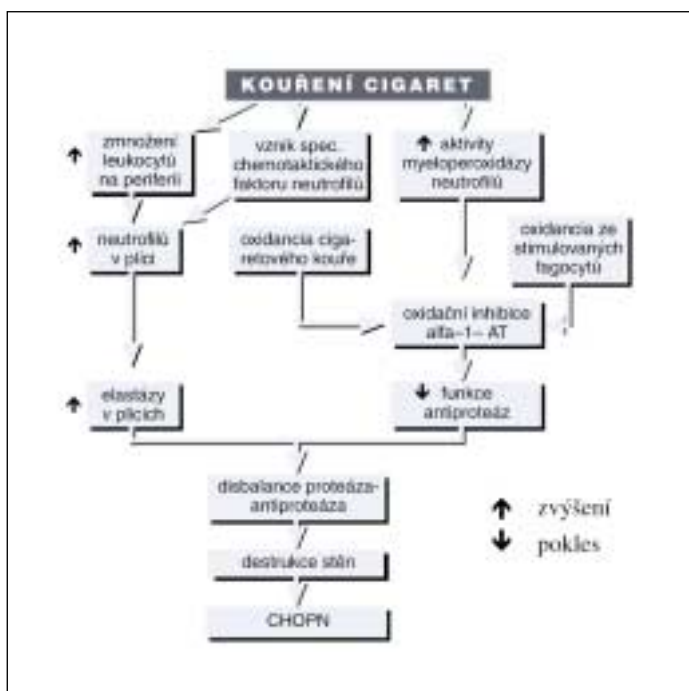 KOUŘENÍ CIGARET
↑ zmnožení
leukocytů
na periferii
vznik spec.
chemotaktického
faktoru neutrofilů
↑ aktivity
myeloperoxidázy
neutrofilů
↑ neutrofilů
v plíci
oxidancia ciga-
retového kouře
oxidancia ze
stimulovaných
fagocytů
oxidační inhibice
alfa–1– AT
↑ elastázy
v plicích
↓ funkce
antiproteáz
disbalance proteáza-
antiproteáza
destrukce stěn
CHOPN
↑ zvýšení
↓ pokles